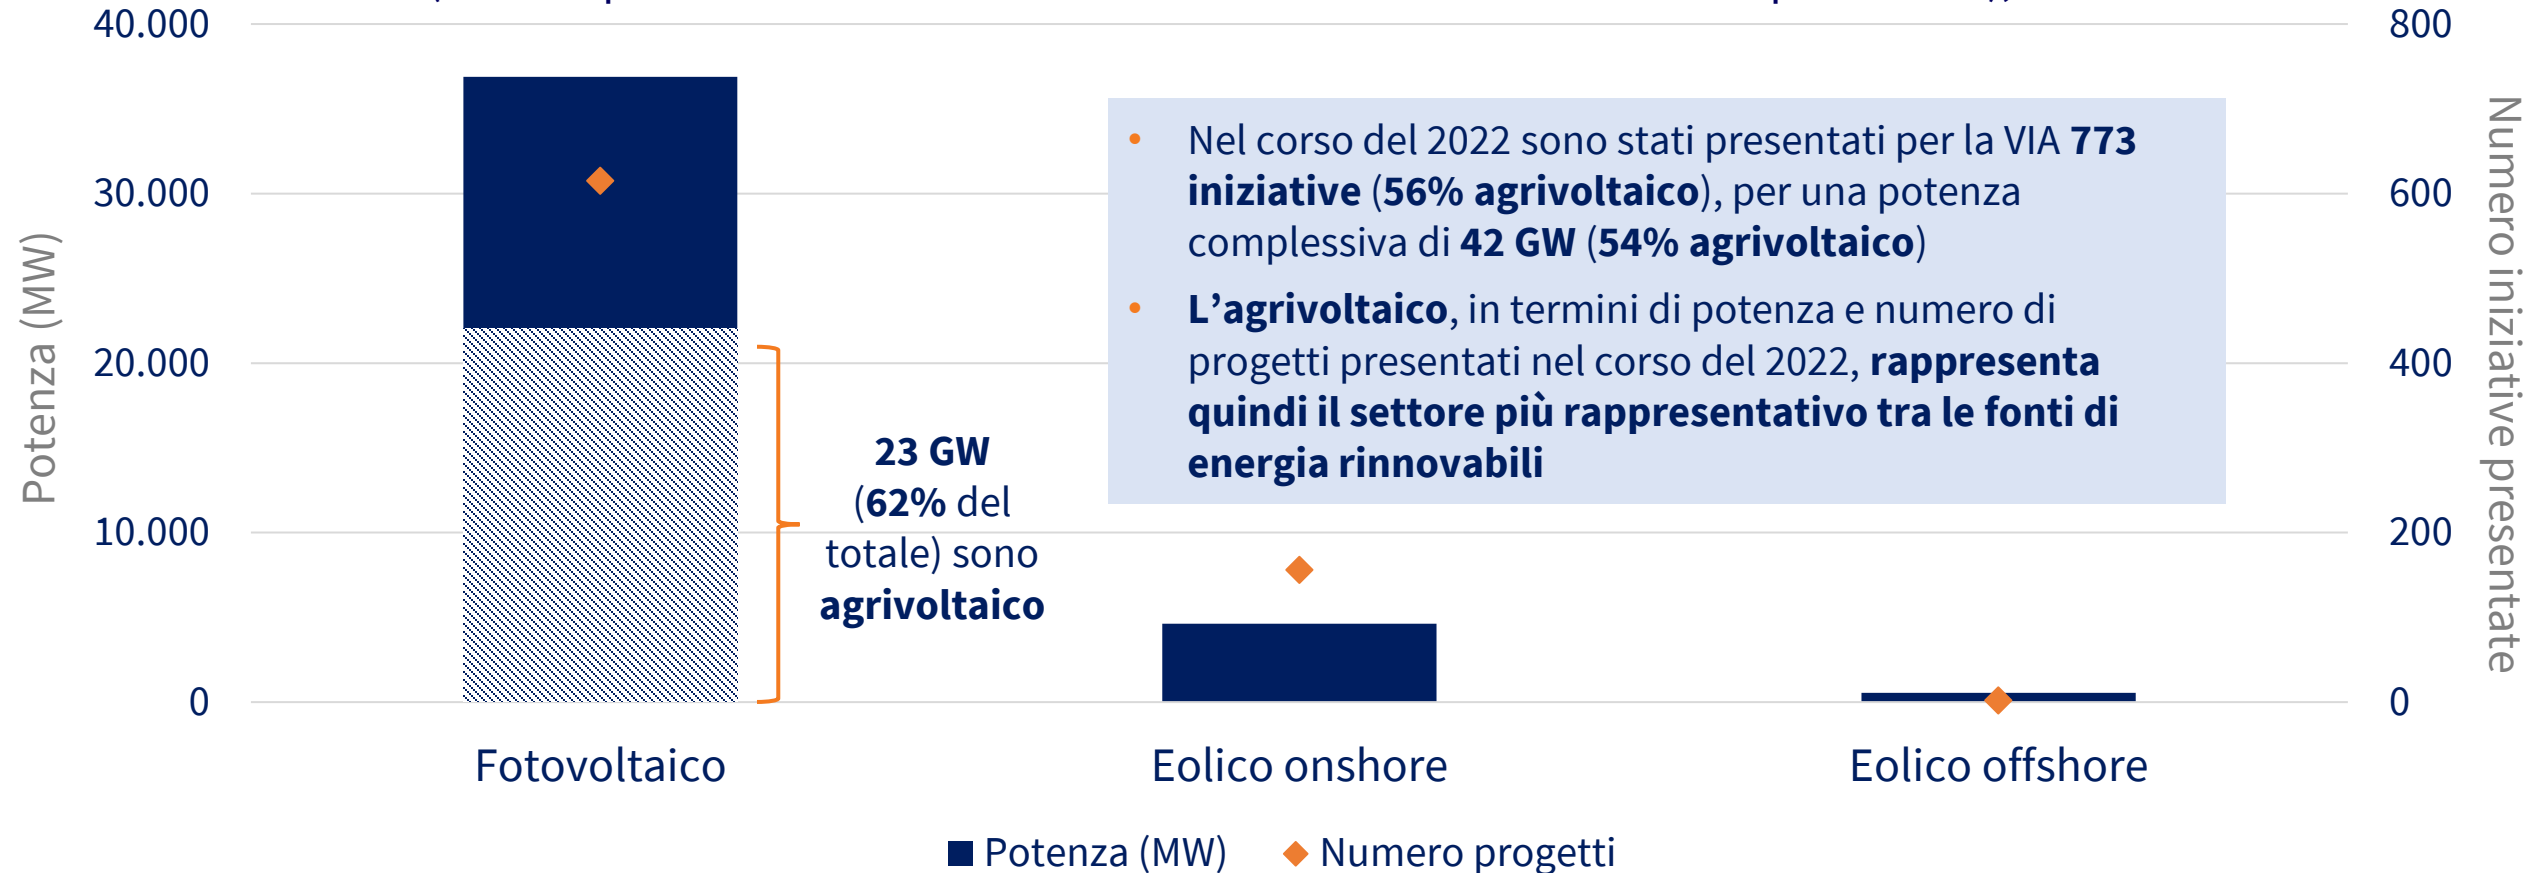 40.000
30.000
20.000
10.000
0
Potenza (MW)
800
600
400
200
0
Numero iniziative presentate
• Nel corso del 2022 sono stati presentati per la VIA 773
iniziative (56% agrivoltaico), per una potenza
complessiva di 42 GW (54% agrivoltaico)
• L’agrivoltaico, in termini di potenza e numero di
progetti presentati nel corso del 2022, rappresenta
quindi il settore più rappresentativo tra le fonti di
energia rinnovabili
23 GW
(62% del
totale) sono
agrivoltaico
Fotovoltaico
Eolico onshore
Eolico offshore
Potenza (MW)
Numero progetti